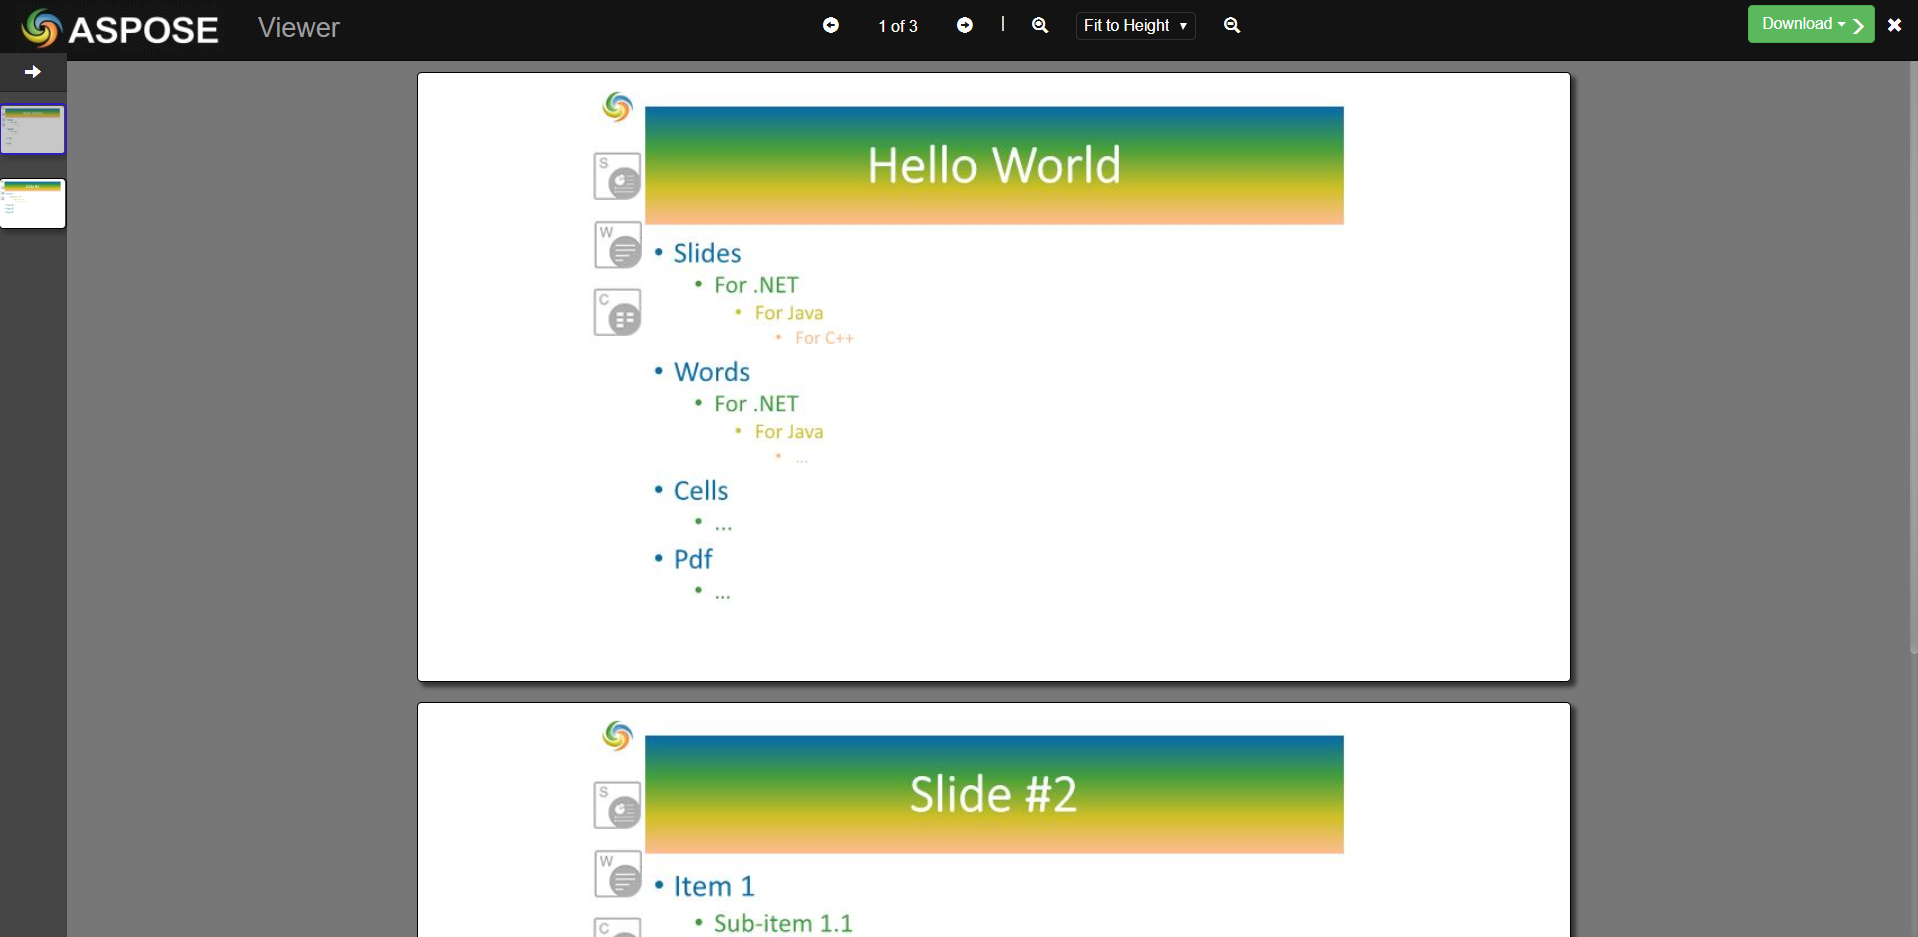 ASPOSE Viewer 1 of 3 Fit to Height Download
Hello World
S
W
C
• Slides
• For .NET
• For Java
• For C++
• Words
• For .NET
• For Java
• ...
• Cells
• ...
• Pdf
• ...
Slide #2
S
W
C
• Item 1
• Sub-item 1.1